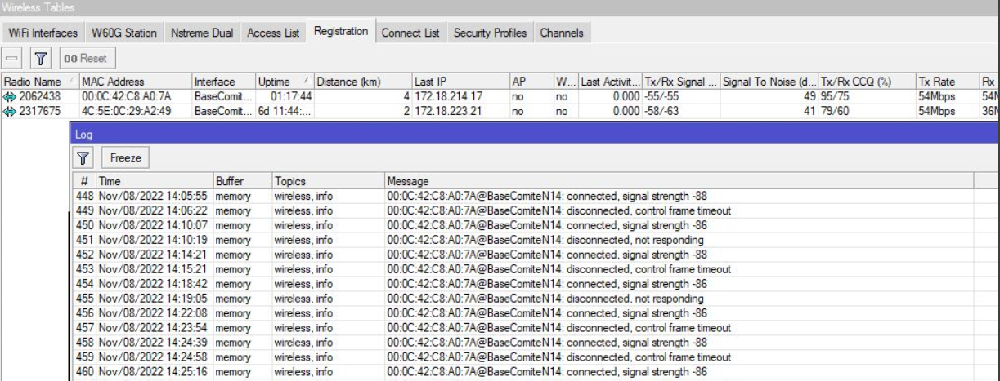 Wireless Tables
WiFi Interfaces W60G Station Nstreme Dual Access List Registration Connect List Security Profiles Channels
00 Reset
Radio Name MAC Address Interface Uptime Distance (km) Last IP AP W... Last Activit... Tx/Rx Signal ... Signal To Noise (d... Tx/Rx CCQ (%) Tx Rate Rx
2062438 00:0C:42:C8:A0:7A BaseComit... 01:17:44 4 172.18.214.17 no no 0.000 -55/-55 49 95/75 54Mbps 54M
2317675 4C:5E:0C:29:A2:49 BaseComit... 6d 11:44:... 2 172.18.223.21 no no 0.000 -58/-63 41 79/60 54Mbps 36M
Log
Freeze
# Time Buffer Topics Message
448 Nov/08/2022 14:05:55 memory wireless, info 00:0C:42:C8:A0:7A@BaseComiteN14: connected, signal strength -88
449 Nov/08/2022 14:06:22 memory wireless, info 00:0C:42:C8:A0:7A@BaseComiteN14: disconnected, control frame timeout
450 Nov/08/2022 14:10:07 memory wireless, info 00:0C:42:C8:A0:7A@BaseComiteN14: connected, signal strength -86
451 Nov/08/2022 14:10:19 memory wireless, info 00:0C:42:C8:A0:7A@BaseComiteN14: disconnected, not responding
452 Nov/08/2022 14:14:21 memory wireless, info 00:0C:42:C8:A0:7A@BaseComiteN14: connected, signal strength -88
453 Nov/08/2022 14:15:21 memory wireless, info 00:0C:42:C8:A0:7A@BaseComiteN14: disconnected, control frame timeout
454 Nov/08/2022 14:18:42 memory wireless, info 00:0C:42:C8:A0:7A@BaseComiteN14: connected, signal strength -86
455 Nov/08/2022 14:19:05 memory wireless, info 00:0C:42:C8:A0:7A@BaseComiteN14: disconnected, not responding
456 Nov/08/2022 14:22:08 memory wireless, info 00:0C:42:C8:A0:7A@BaseComiteN14: connected, signal strength -86
457 Nov/08/2022 14:23:54 memory wireless, info 00:0C:42:C8:A0:7A@BaseComiteN14: disconnected, control frame timeout
458 Nov/08/2022 14:24:39 memory wireless, info 00:0C:42:C8:A0:7A@BaseComiteN14: connected, signal strength -88
459 Nov/08/2022 14:24:58 memory wireless, info 00:0C:42:C8:A0:7A@BaseComiteN14: disconnected, control frame timeout
460 Nov/08/2022 14:25:16 memory wireless, info 00:0C:42:C8:A0:7A@BaseComiteN14: connected, signal strength -86